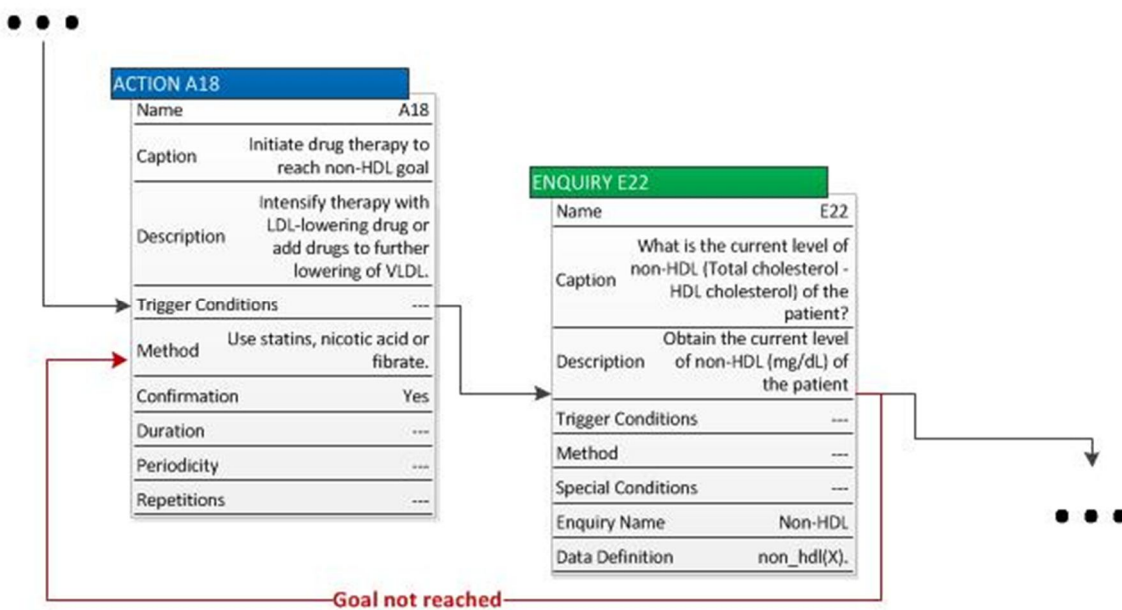 ACTION A18
Name A18
Caption Initiate drug therapy to
reach non-HDL goal
Description Intensify therapy with
LDL-lowering drug or
add drugs to further
lowering of VLDL.
Trigger Conditions ---
Method Use statins, nicotic acid or
fibrate.
Confirmation Yes
Duration ---
Periodicity ---
Repetitions ---
ENQUIRY E22
Name E22
Caption What is the current level of
non-HDL (Total cholesterol -
HDL cholesterol) of the
patient?
Description Obtain the current level
of non-HDL (mg/dL) of
the patient
Trigger Conditions ---
Method ---
Special Conditions ---
Enquiry Name Non-HDL
Data Definition non_hdl(X).
Goal not reached